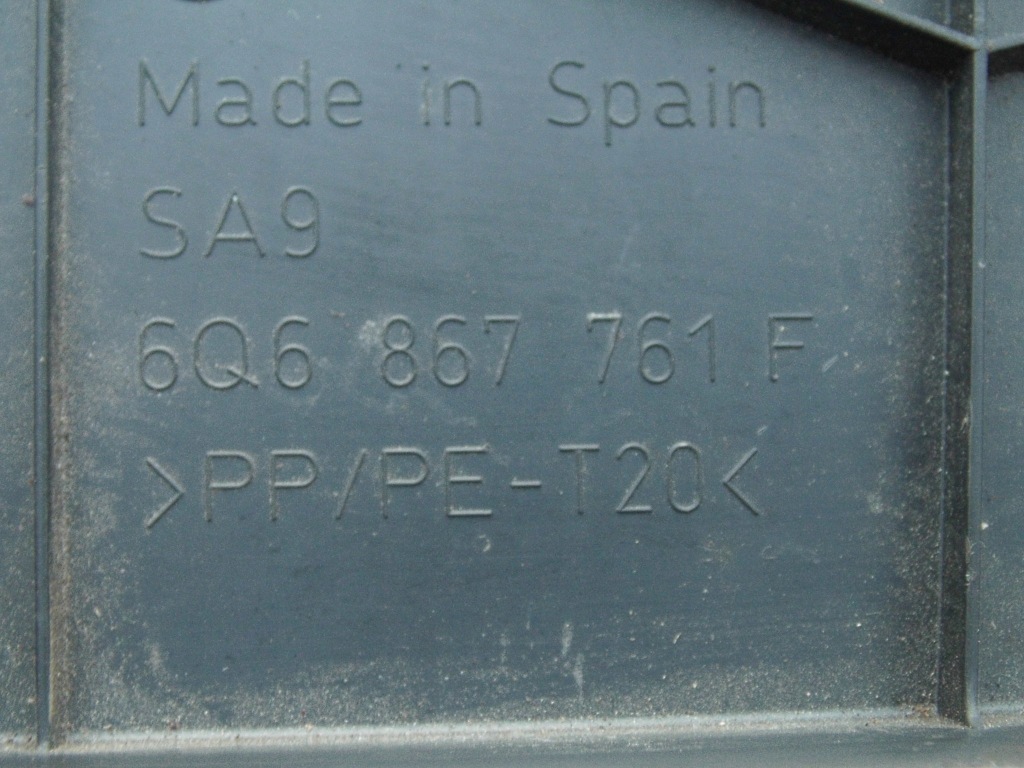 Made in Spain
SA9
6Q6 867 761 F
>PP/PE-T20<